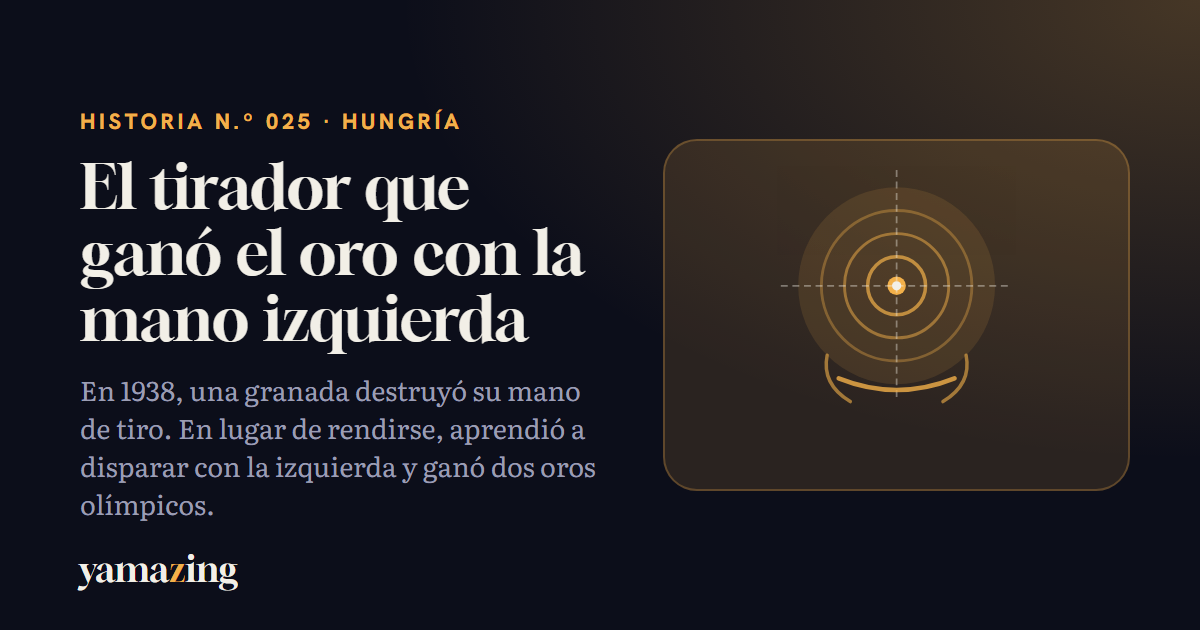 HISTORIA N.º 025 · HUNGRÍA
El tirador que
ganó el oro con la
mano izquierda
En 1938, una granada destruyó su mano
de tiro. En lugar de rendirse, aprendió a
disparar con la izquierda y ganó dos oros
olímpicos.
yamazing